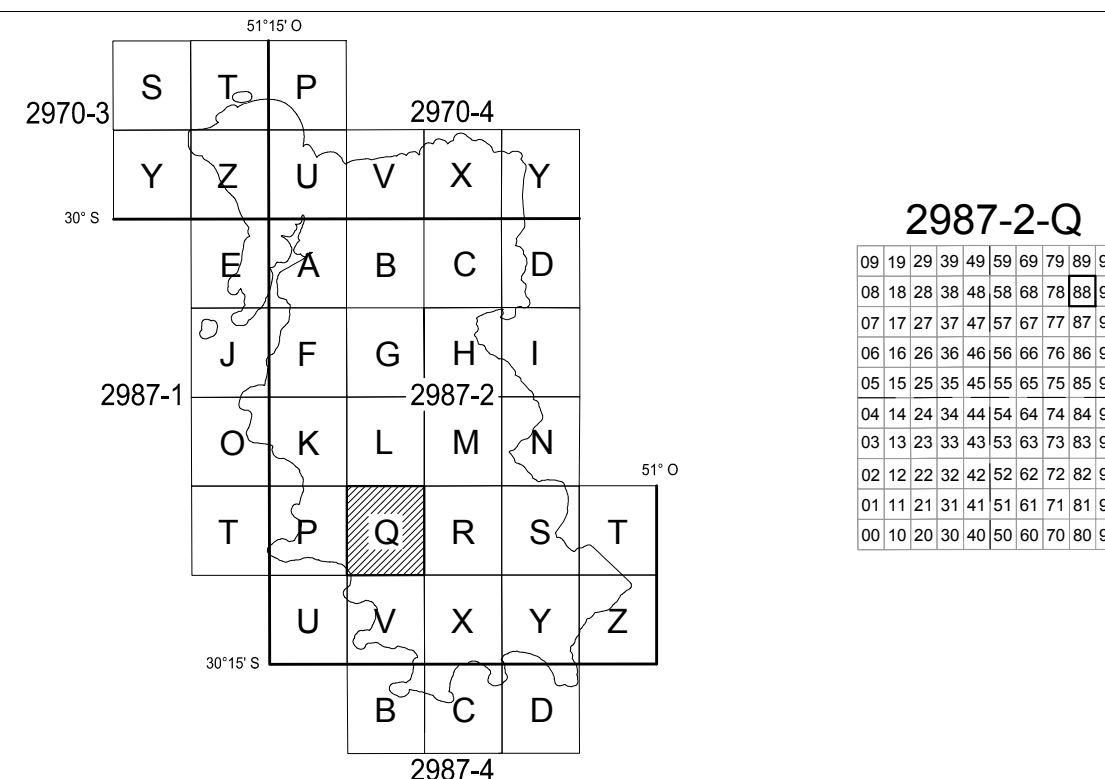 51°15' O
S T P
2970-3 2970-4
Y Z U V X Y
30° S
E A B C D
J F G H I
2987-1 2987-2
O K L M N
51° O
T P Q R S T
U V X Y Z
30°15' S
B C D
2987-4
2987-2-Q
09 19 29 39 49 59 69 79 89
08 18 28 38 48 58 68 78 88
07 17 27 37 47 57 67 77 87
06 16 26 36 46 56 66 76 86
05 15 25 35 45 55 65 75 85
04 14 24 34 44 54 64 74 84
03 13 23 33 43 53 63 73 83
02 12 22 32 42 52 62 72 82
01 11 21 31 41 51 61 71 81
00 10 20 30 40 50 60 70 80